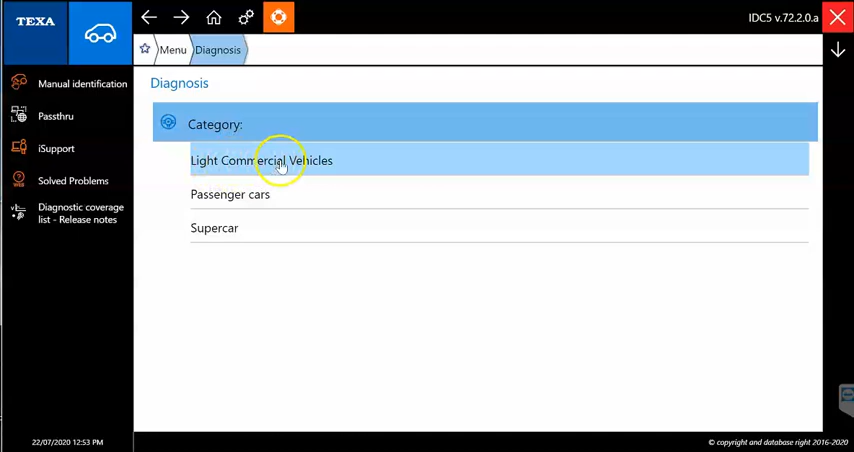 TEXA
IDC5 v.72.2.0.a
Menu
Diagnosis
Manual identification
Passthru
iSupport
Solved Problems
Diagnostic coverage
list - Release notes
Diagnosis
Category:
Light Commercial Vehicles
Passenger cars
Supercar
22/07/2020 12:53 PM
© copyright and database right 2016-2020